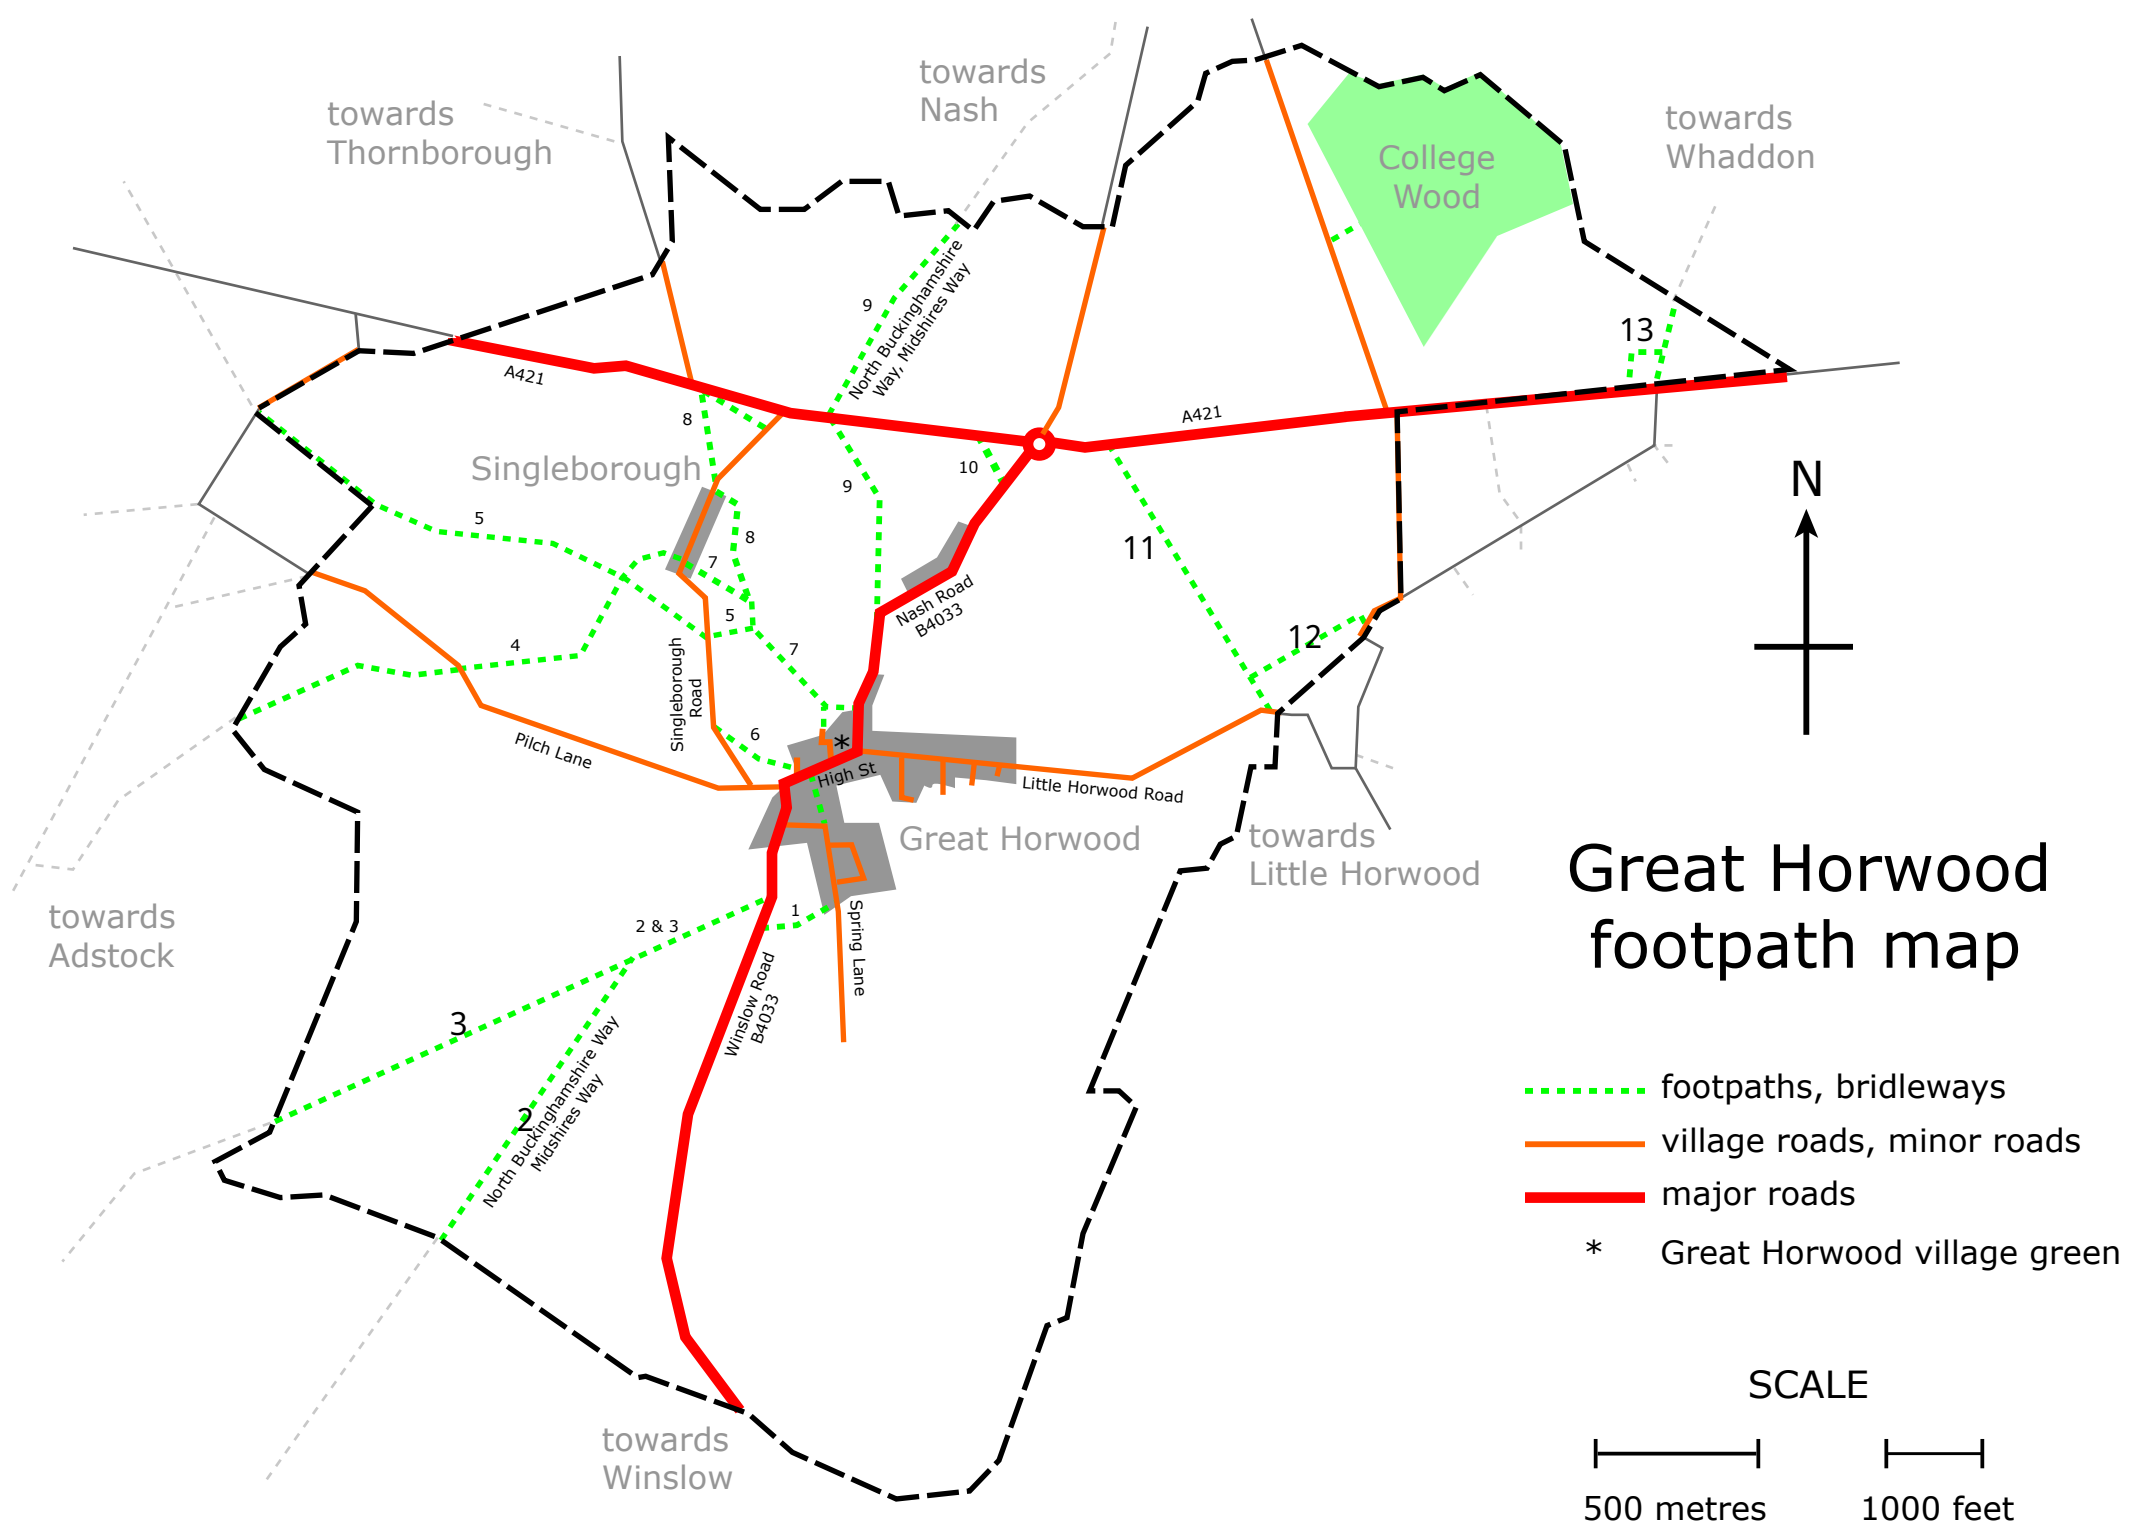 towards
Nash
towards
Thornborough
towards
Whaddon
College
Wood
9
North Buckinghamshire
Way, Midshires Way
13
A421
A421
8
Singleborough
10
9
N
5
8
11
7
Nash Road
B4033
5
12
4
7
Singleborough
Road
6
*
Pilch Lane
High St
Little Horwood Road
Great Horwood
towards
Little Horwood
Great Horwood
footpath map
towards
Adstock
1
2 & 3
Spring Lane
Winslow Road
B4033
3
2
North Buckinghamshire Way
Midshires Way
footpaths, bridleways
village roads, minor roads
major roads
* Great Horwood village green
SCALE
towards
Winslow
500 metres
1000 feet